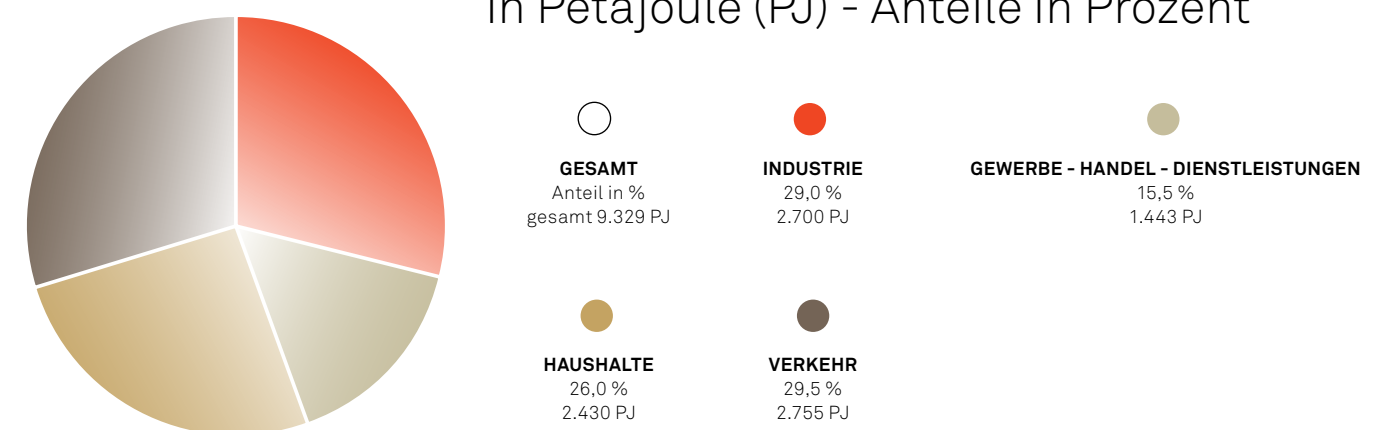 in Petajoule (PJ) - Anteile in Prozent
GESAMT
Anteil in %
gesamt 9.329 PJ
INDUSTRIE
29,0 %
2.700 PJ
GEWERBE - HANDEL - DIENSTLEISTUNGEN
15,5 %
1.443 PJ
HAUSHALTE
26,0 %
2.430 PJ
VERKEHR
29,5 %
2.755 PJ